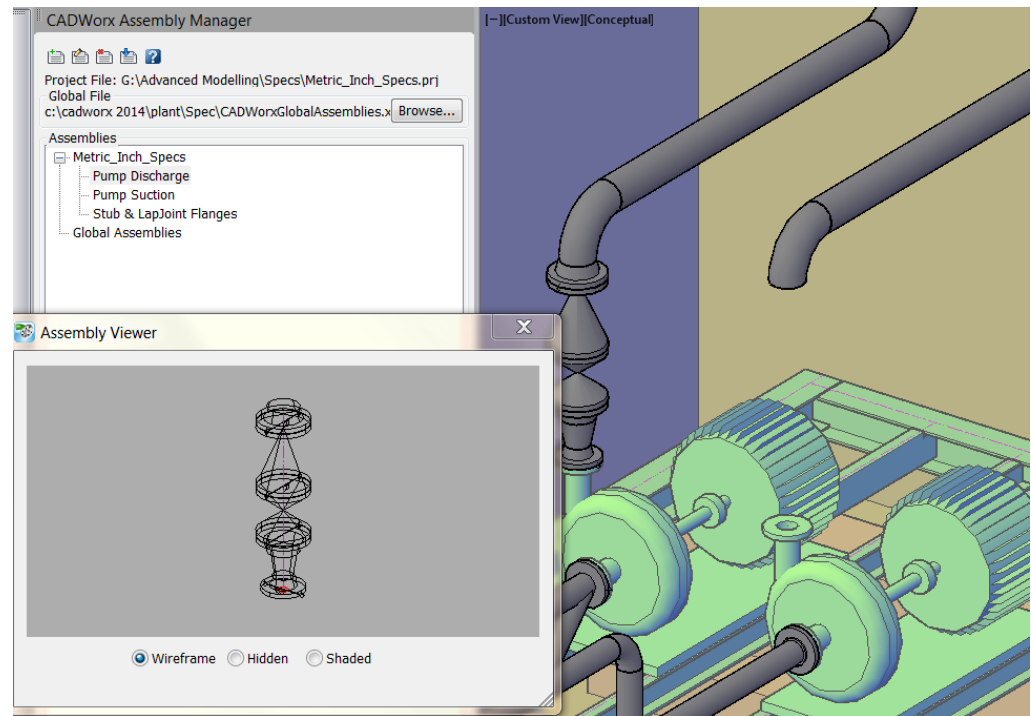 CADWorx Assembly Manager
[−][Custom View][Conceptual]
Project File: G:\Advanced Modelling\Specs\Metric_Inch_Specs.prj
Global File
c:\cadworx 2014\plant\Spec\CADWorxGlobalAssemblies.x
Browse...
Assemblies
Metric_Inch_Specs
Pump Discharge
Pump Suction
Stub & LapJoint Flanges
Global Assemblies
Assembly Viewer
Wireframe
Hidden
Shaded